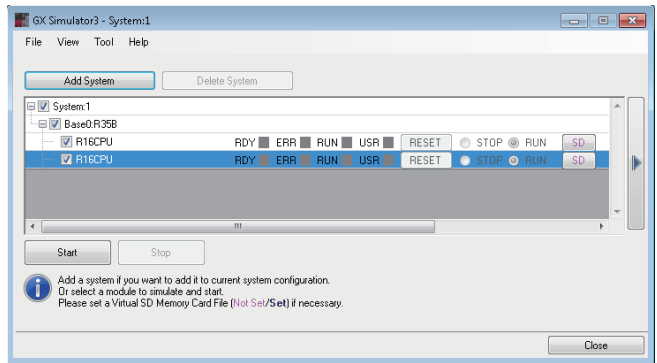 GX Simulator3 - System:1
File View Tool Help
Add System Delete System
System:1
Base0:R35B
R16CPU RDY ERR RUN USR RESET STOP RUN SD
R16CPU RDY ERR RUN USR RESET STOP RUN SD
Start Stop
Add a system if you want to add it to current system configuration.
Or select a module to simulate and start.
Please set a Virtual SD Memory Card File (Not Set/Set) if necessary.
Close